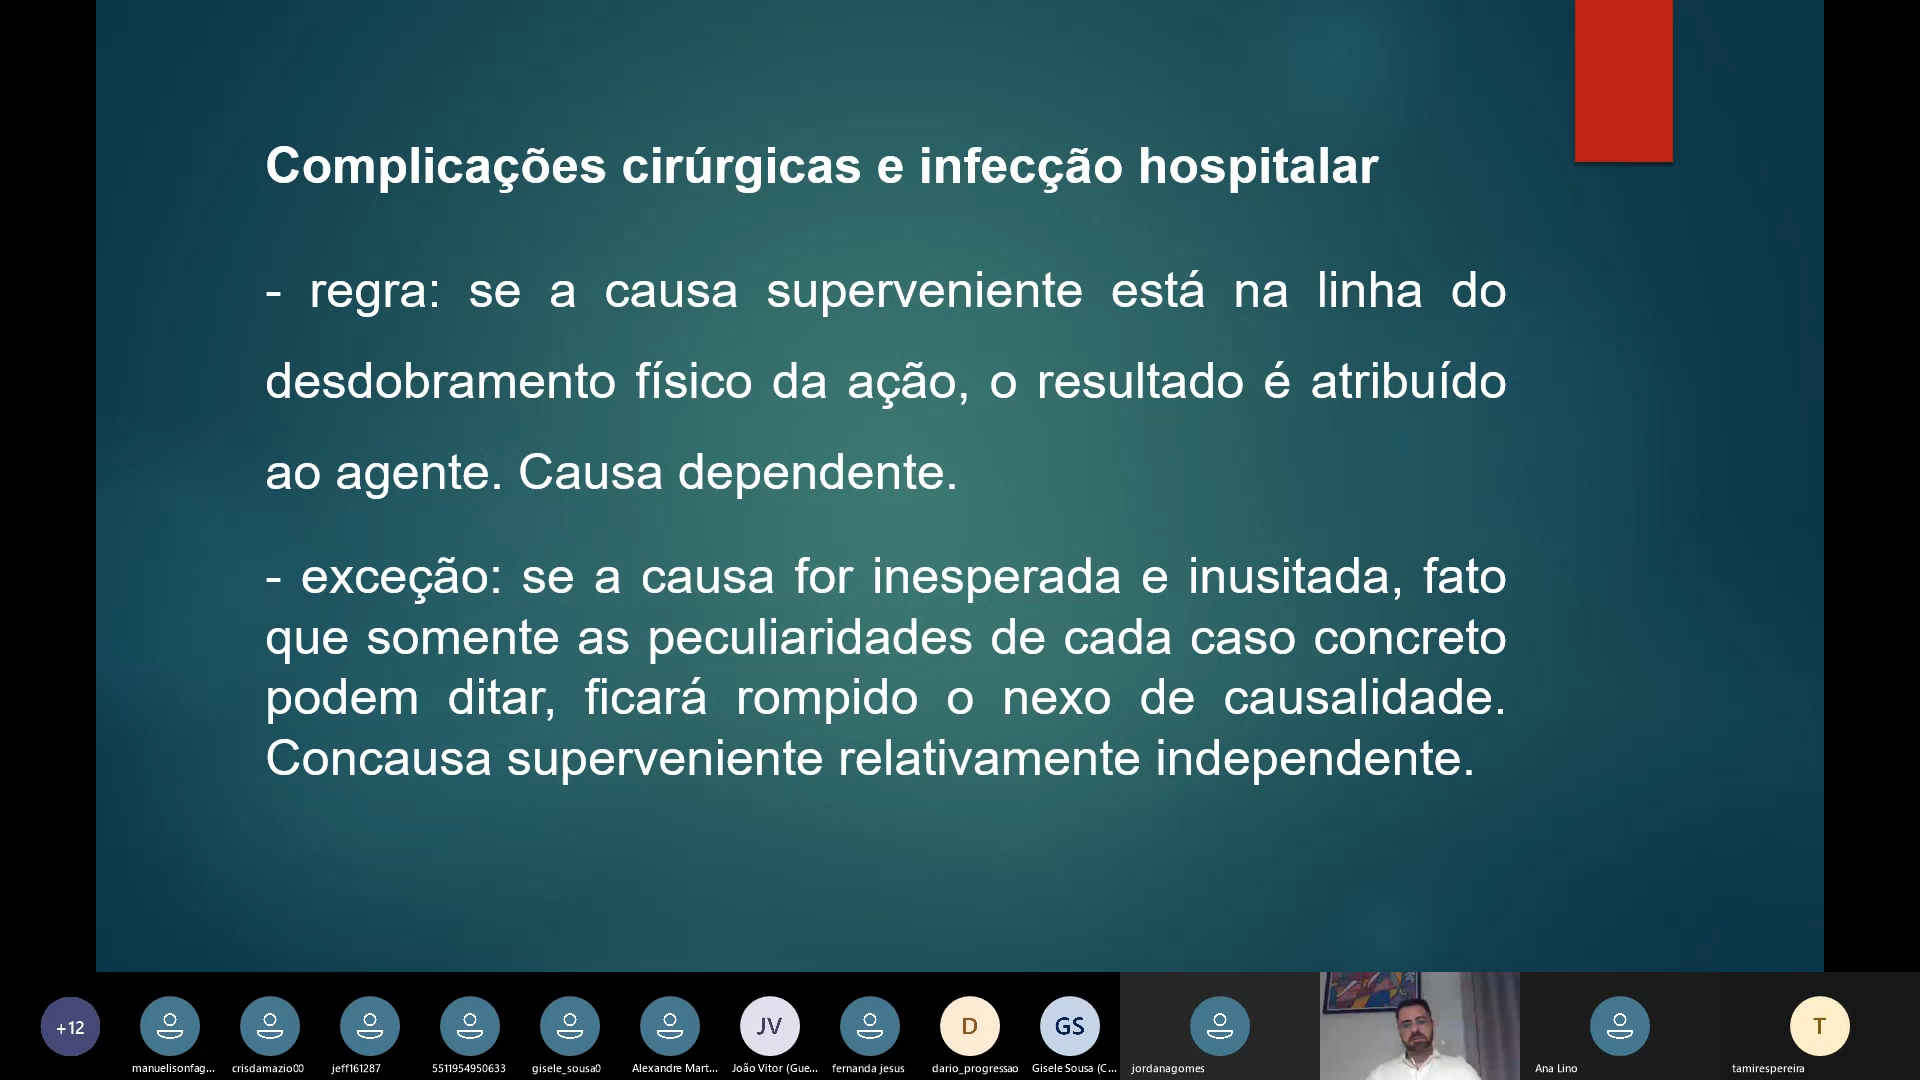 Complicações cirúrgicas e infecção hospitalar
- regra: se a causa superveniente está na linha do
desdobramento físico da ação, o resultado é atribuído
ao agente. Causa dependente.
- exceção: se a causa for inesperada e inusitada, fato
que somente as peculiaridades de cada caso concreto
podem ditar, ficará rompido o nexo de causalidade.
Concausa superveniente relativamente independente.
+12
JV
D
GS
T
manuelisonfag...
crisdamazio00
jeff161287
5511954950633
gisele_sousa0
Alexandre Mart...
João Vitor (Gue...
fernanda jesus
dario_progressao
Gisele Sousa (C...
jordanagomes
Ana Lino
tamirespereira